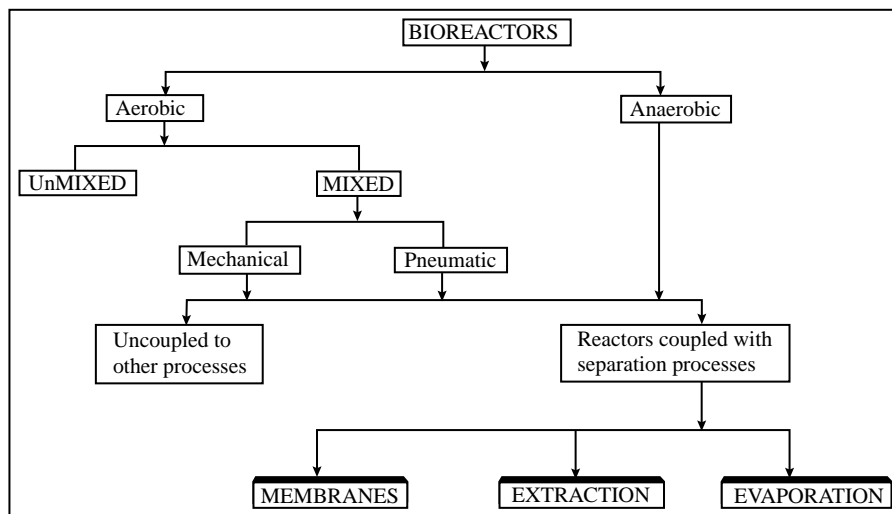 BIOREACTORS
Aerobic
Anaerobic
UnMIXED
MIXED
Mechanical
Pneumatic
Uncoupled to
other processes
Reactors coupled with
separation processes
MEMBRANES
EXTRACTION
EVAPORATION